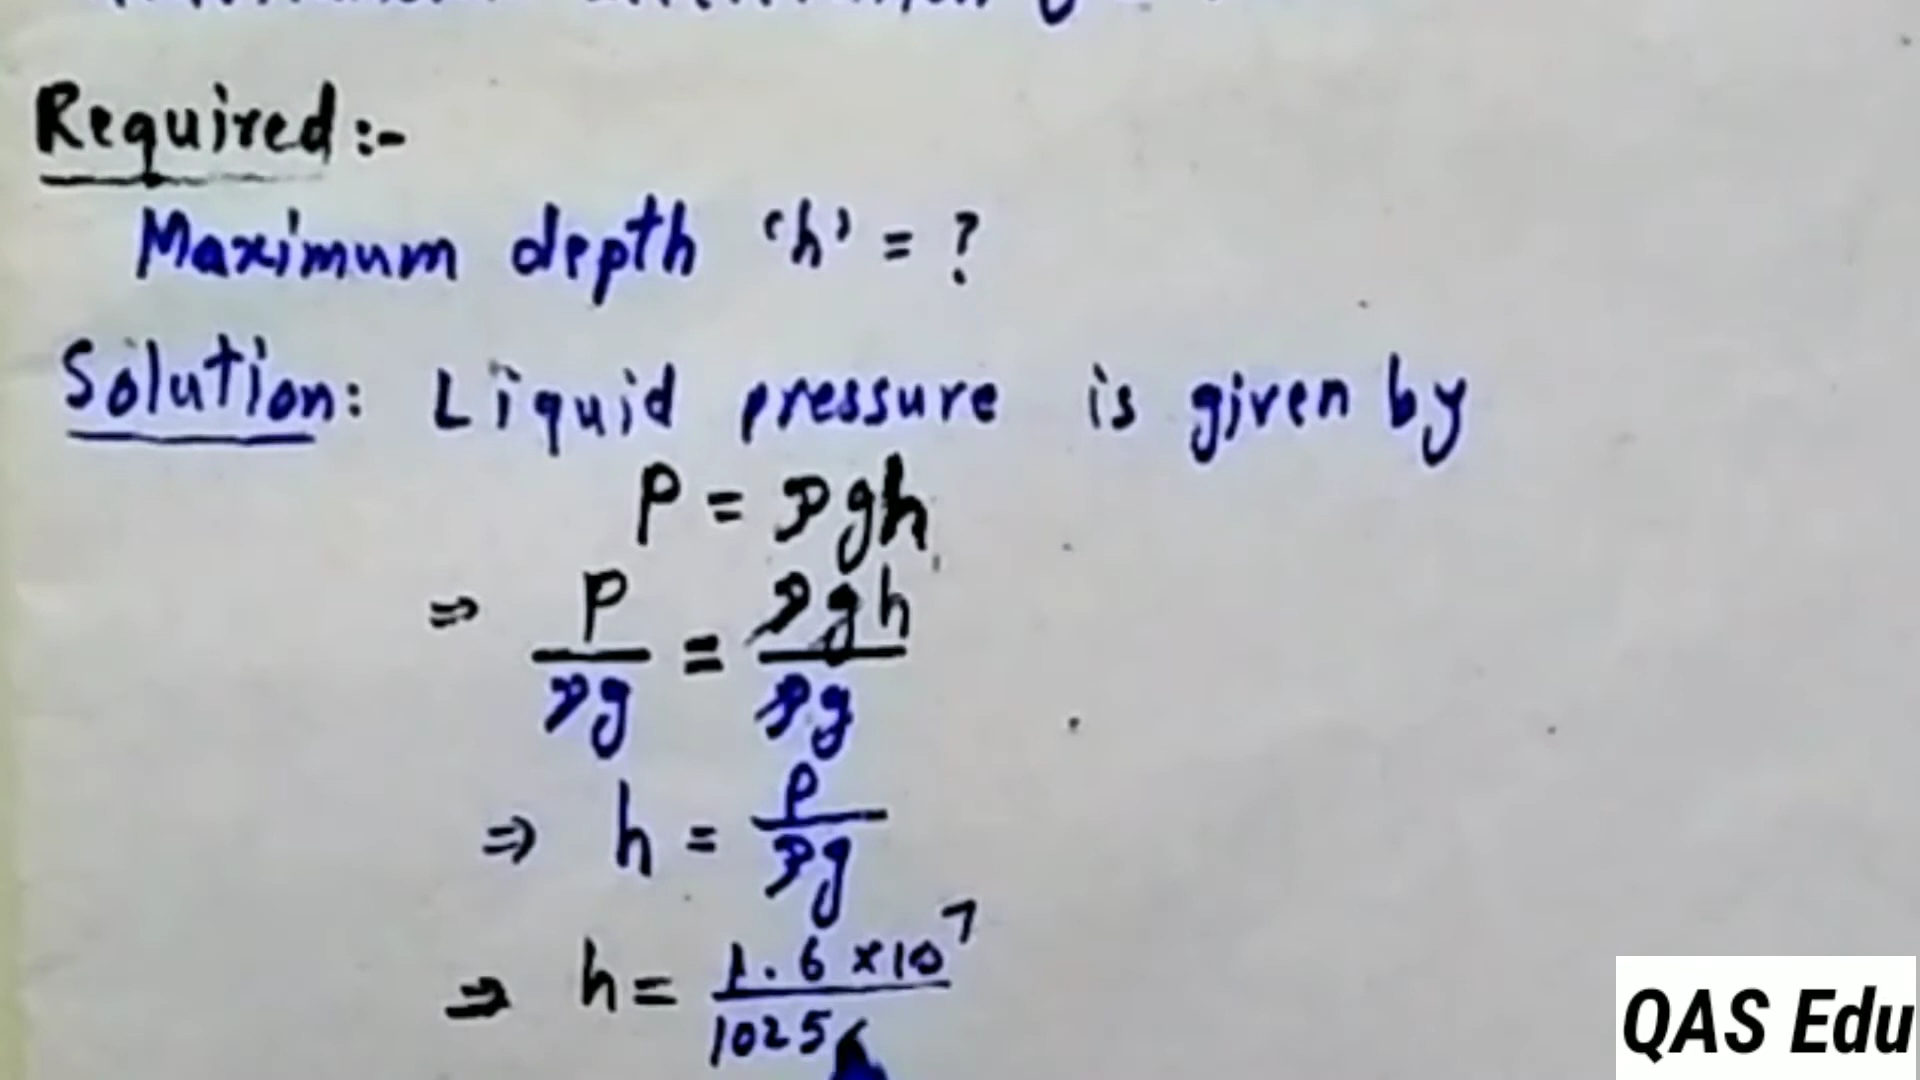 Required:-
Maximum depth 'h' = ?
Solution: Liquid pressure is given by
P = ρgh
⇒ P/ρg = ρgh/ρg
⇒ h = P/ρg
⇒ h = 1.6 × 10⁷/1025
QAS Edu